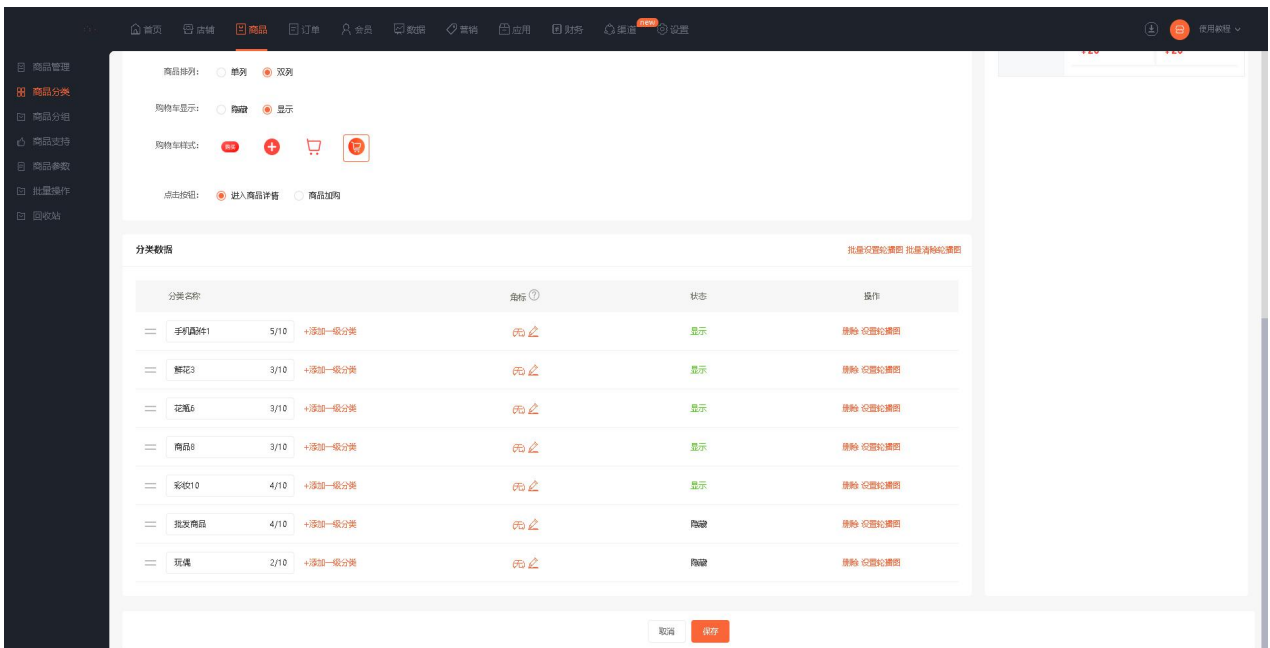 首页 店铺 商品 订单 会员 数据 营销 应用 财务 渠道 new 设置 使用教程
商品管理
商品分类
商品分组
商品支持
商品参数
批量操作
回收站
商品排列: 单列 双列
购物车显示: 隐藏 显示
购物车样式: 购买
点击按钮: 进入商品详情 商品加购
分类数据 批量设置轮播图 批量清除轮播图
分类名称 角标 状态 操作
手机配件1 5/10 +添加一级分类 无 显示 删除 设置轮播图
鲜花3 3/10 +添加一级分类 无 显示 删除 设置轮播图
花瓶6 3/10 +添加一级分类 无 显示 删除 设置轮播图
商品8 3/10 +添加一级分类 无 显示 删除 设置轮播图
彩妆10 4/10 +添加一级分类 无 显示 删除 设置轮播图
批发商品 4/10 +添加一级分类 无 隐藏 删除 设置轮播图
玩偶 2/10 +添加一级分类 无 隐藏 删除 设置轮播图
取消 保存